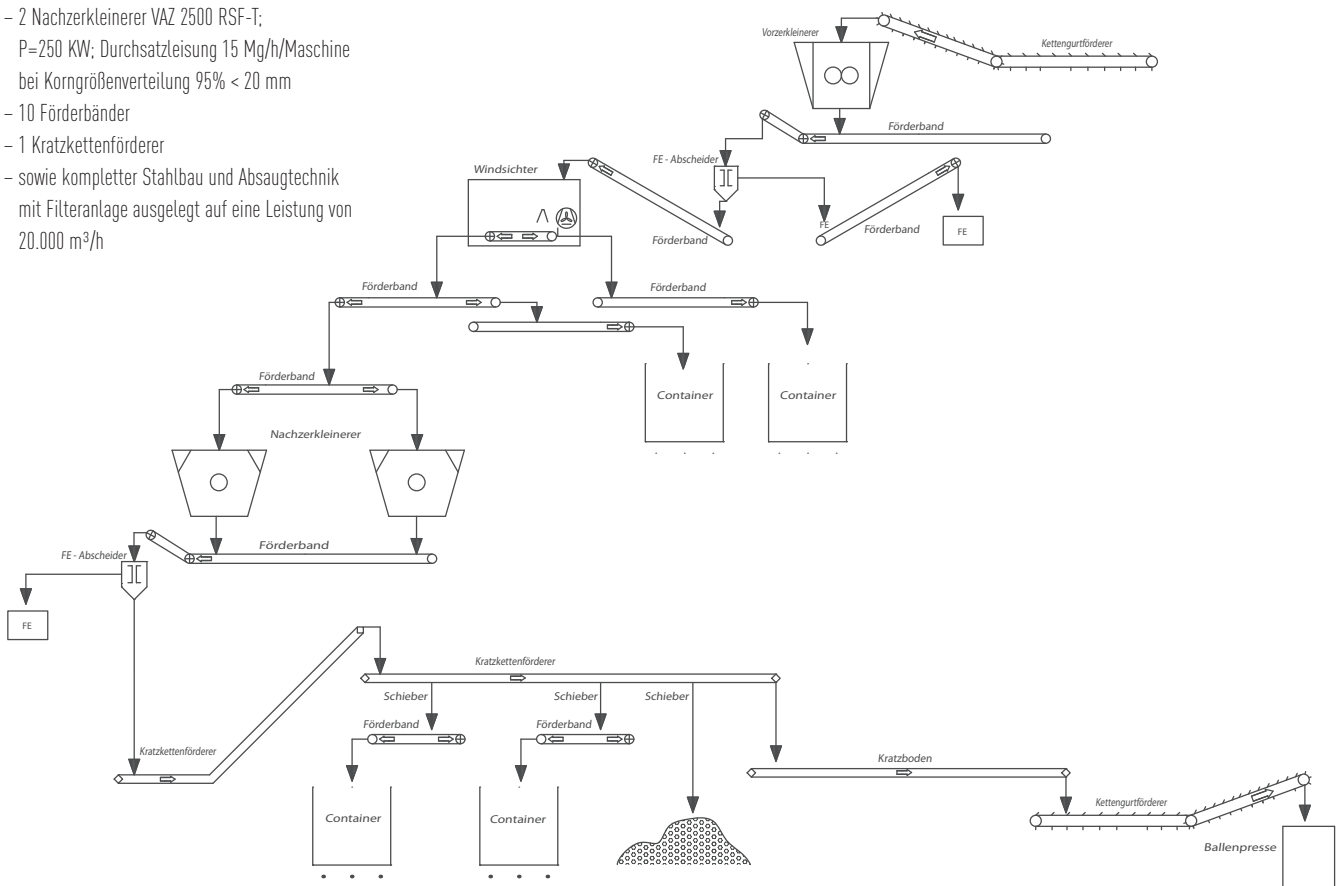 – 2 Nachzerkleinerer VAZ 2500 RSF-T;
P=250 KW; Durchsatzleisung 15 Mg/h/Maschine
bei Korngrößenverteilung 95% < 20 mm
– 10 Förderbänder
– 1 Kratzkettenförderer
– sowie kompletter Stahlbau und Absaugtechnik
mit Filteranlage ausgelegt auf eine Leistung von
20.000 m³/h
Vorzerkleinerer
Kettengurtförderer
Förderband
FE - Abscheider
Windsichter
Förderband
FE
Förderband
FE
Förderband
Förderband
Container
Container
Förderband
Nachzerkleinerer
Förderband
FE - Abscheider
FE
Kratzkettenförderer
Schieber
Schieber
Schieber
Förderband
Förderband
Kratzkettenförderer
Kratzboden
Container
Container
Kettengurtförderer
Ballenpresse